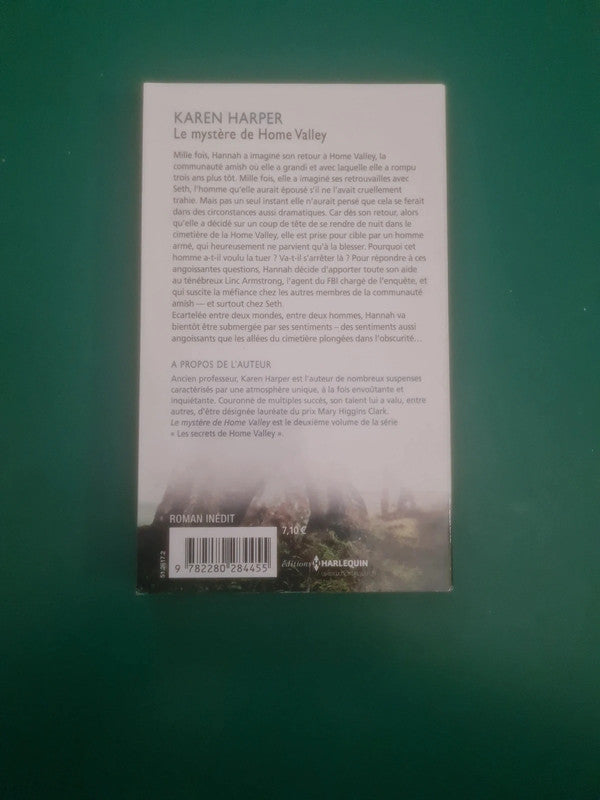 KAREN HARPER
Le mystère de Home Valley
Mille fois, Hannah a imaginé son retour à Home Valley, la
communauté amish où elle a grandi et avec laquelle elle a rompu
trois ans plus tôt. Mille fois, elle a imaginé ses retrouvailles avec
Seth, l'homme qu'elle aurait épousé s'il ne l'avait cruellement
trahie. Mais pas un seul instant elle n'aurait pensé que cela se ferait
dans des circonstances aussi dramatiques. Car dès son retour, alors
qu'elle a décidé sur un coup de tête de se rendre de nuit dans le
cimetière de la Home Valley, elle est prise pour cible par un homme
armé, qui heureusement ne parvient qu'à la blesser. Pourquoi cet
homme a-t-il voulu la tuer ? Va-t-il s'arrêter là ? Pour répondre à ces
angoissantes questions, Hannah décide d'apporter toute son aide
au ténébreux Linc Armstrong, l'agent du FBI chargé de l'enquête, et
qui suscite la méfiance chez les autres membres de la communauté
amish — et surtout chez Seth.
Ecartelée entre deux mondes, entre deux hommes, Hannah va
bientôt être submergée par ses sentiments – des sentiments aussi
angoissants que les allées du cimetière plongées dans l'obscurité...
A PROPOS DE L'AUTEUR
Ancien professeur, Karen Harper est l'auteur de nombreux suspenses
caractérisés par une atmosphère unique, à la fois envoûtante et
inquiétante. Couronné de multiples succès, son talent lui a valu, entre
autres, d'être désignée lauréate du prix Mary Higgins Clark.
Le mystère de Home Valley est le deuxième volume de la série
« Les secrets de Home Valley ».
ROMAN INÉDIT
7,10 €
51.0617.2
9 782280 284455
éditions HARLEQUIN